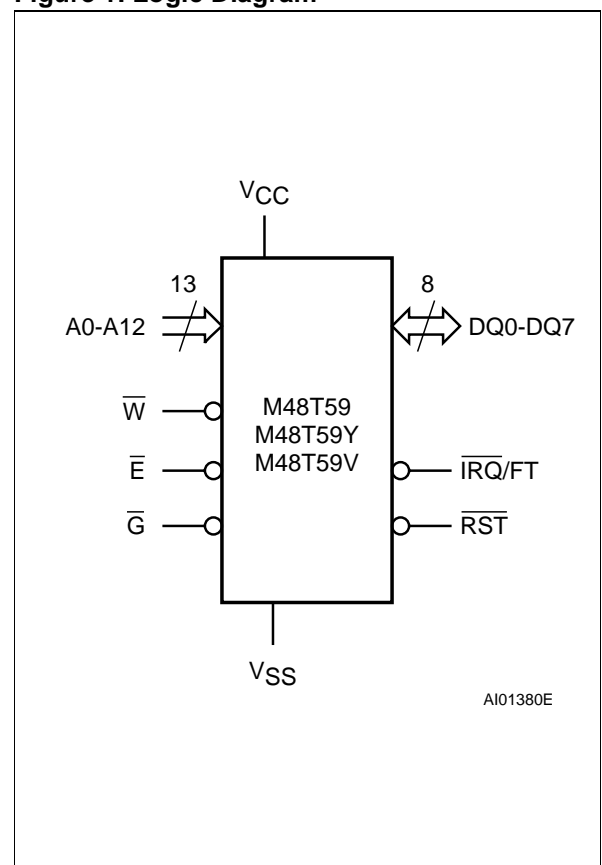 Figure 1. Logic Diagram
VCC
13
8
A0-A12
DQ0-DQ7
W
M48T59
M48T59Y
E
M48T59V
IRQ/FT
G
RST
VSS
AI01380E